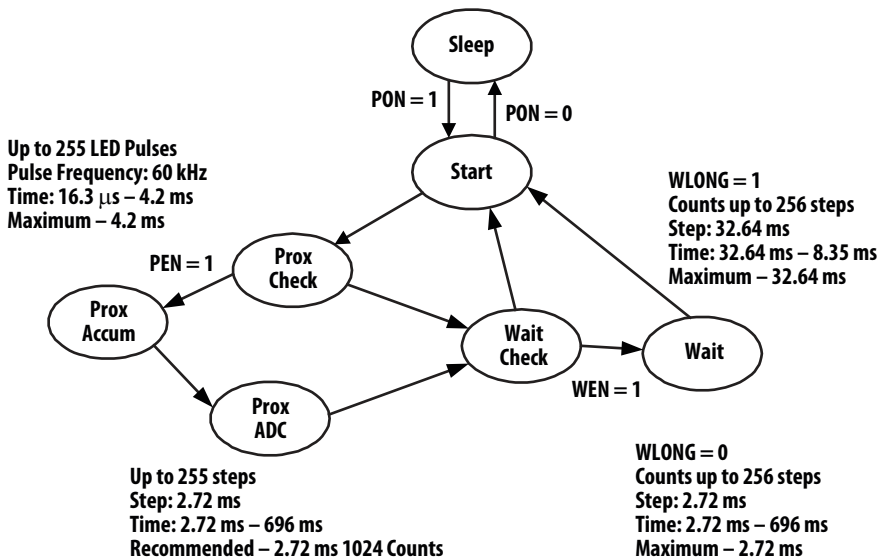 Sleep
PON = 1
PON = 0
Up to 255 LED Pulses
Pulse Frequency: 60 kHz
Time: 16.3 μs – 4.2 ms
Maximum – 4.2 ms
Start
WLONG = 1
Counts up to 256 steps
Step: 32.64 ms
Time: 32.64 ms – 8.35 ms
Maximum – 32.64 ms
PEN = 1
Prox
Check
Prox
Accum
Wait
Check
Wait
WEN = 1
Prox
ADC
Up to 255 steps
Step: 2.72 ms
Time: 2.72 ms – 696 ms
Recommended – 2.72 ms 1024 Counts
WLONG = 0
Counts up to 256 steps
Step: 2.72 ms
Time: 2.72 ms – 696 ms
Maximum – 2.72 ms